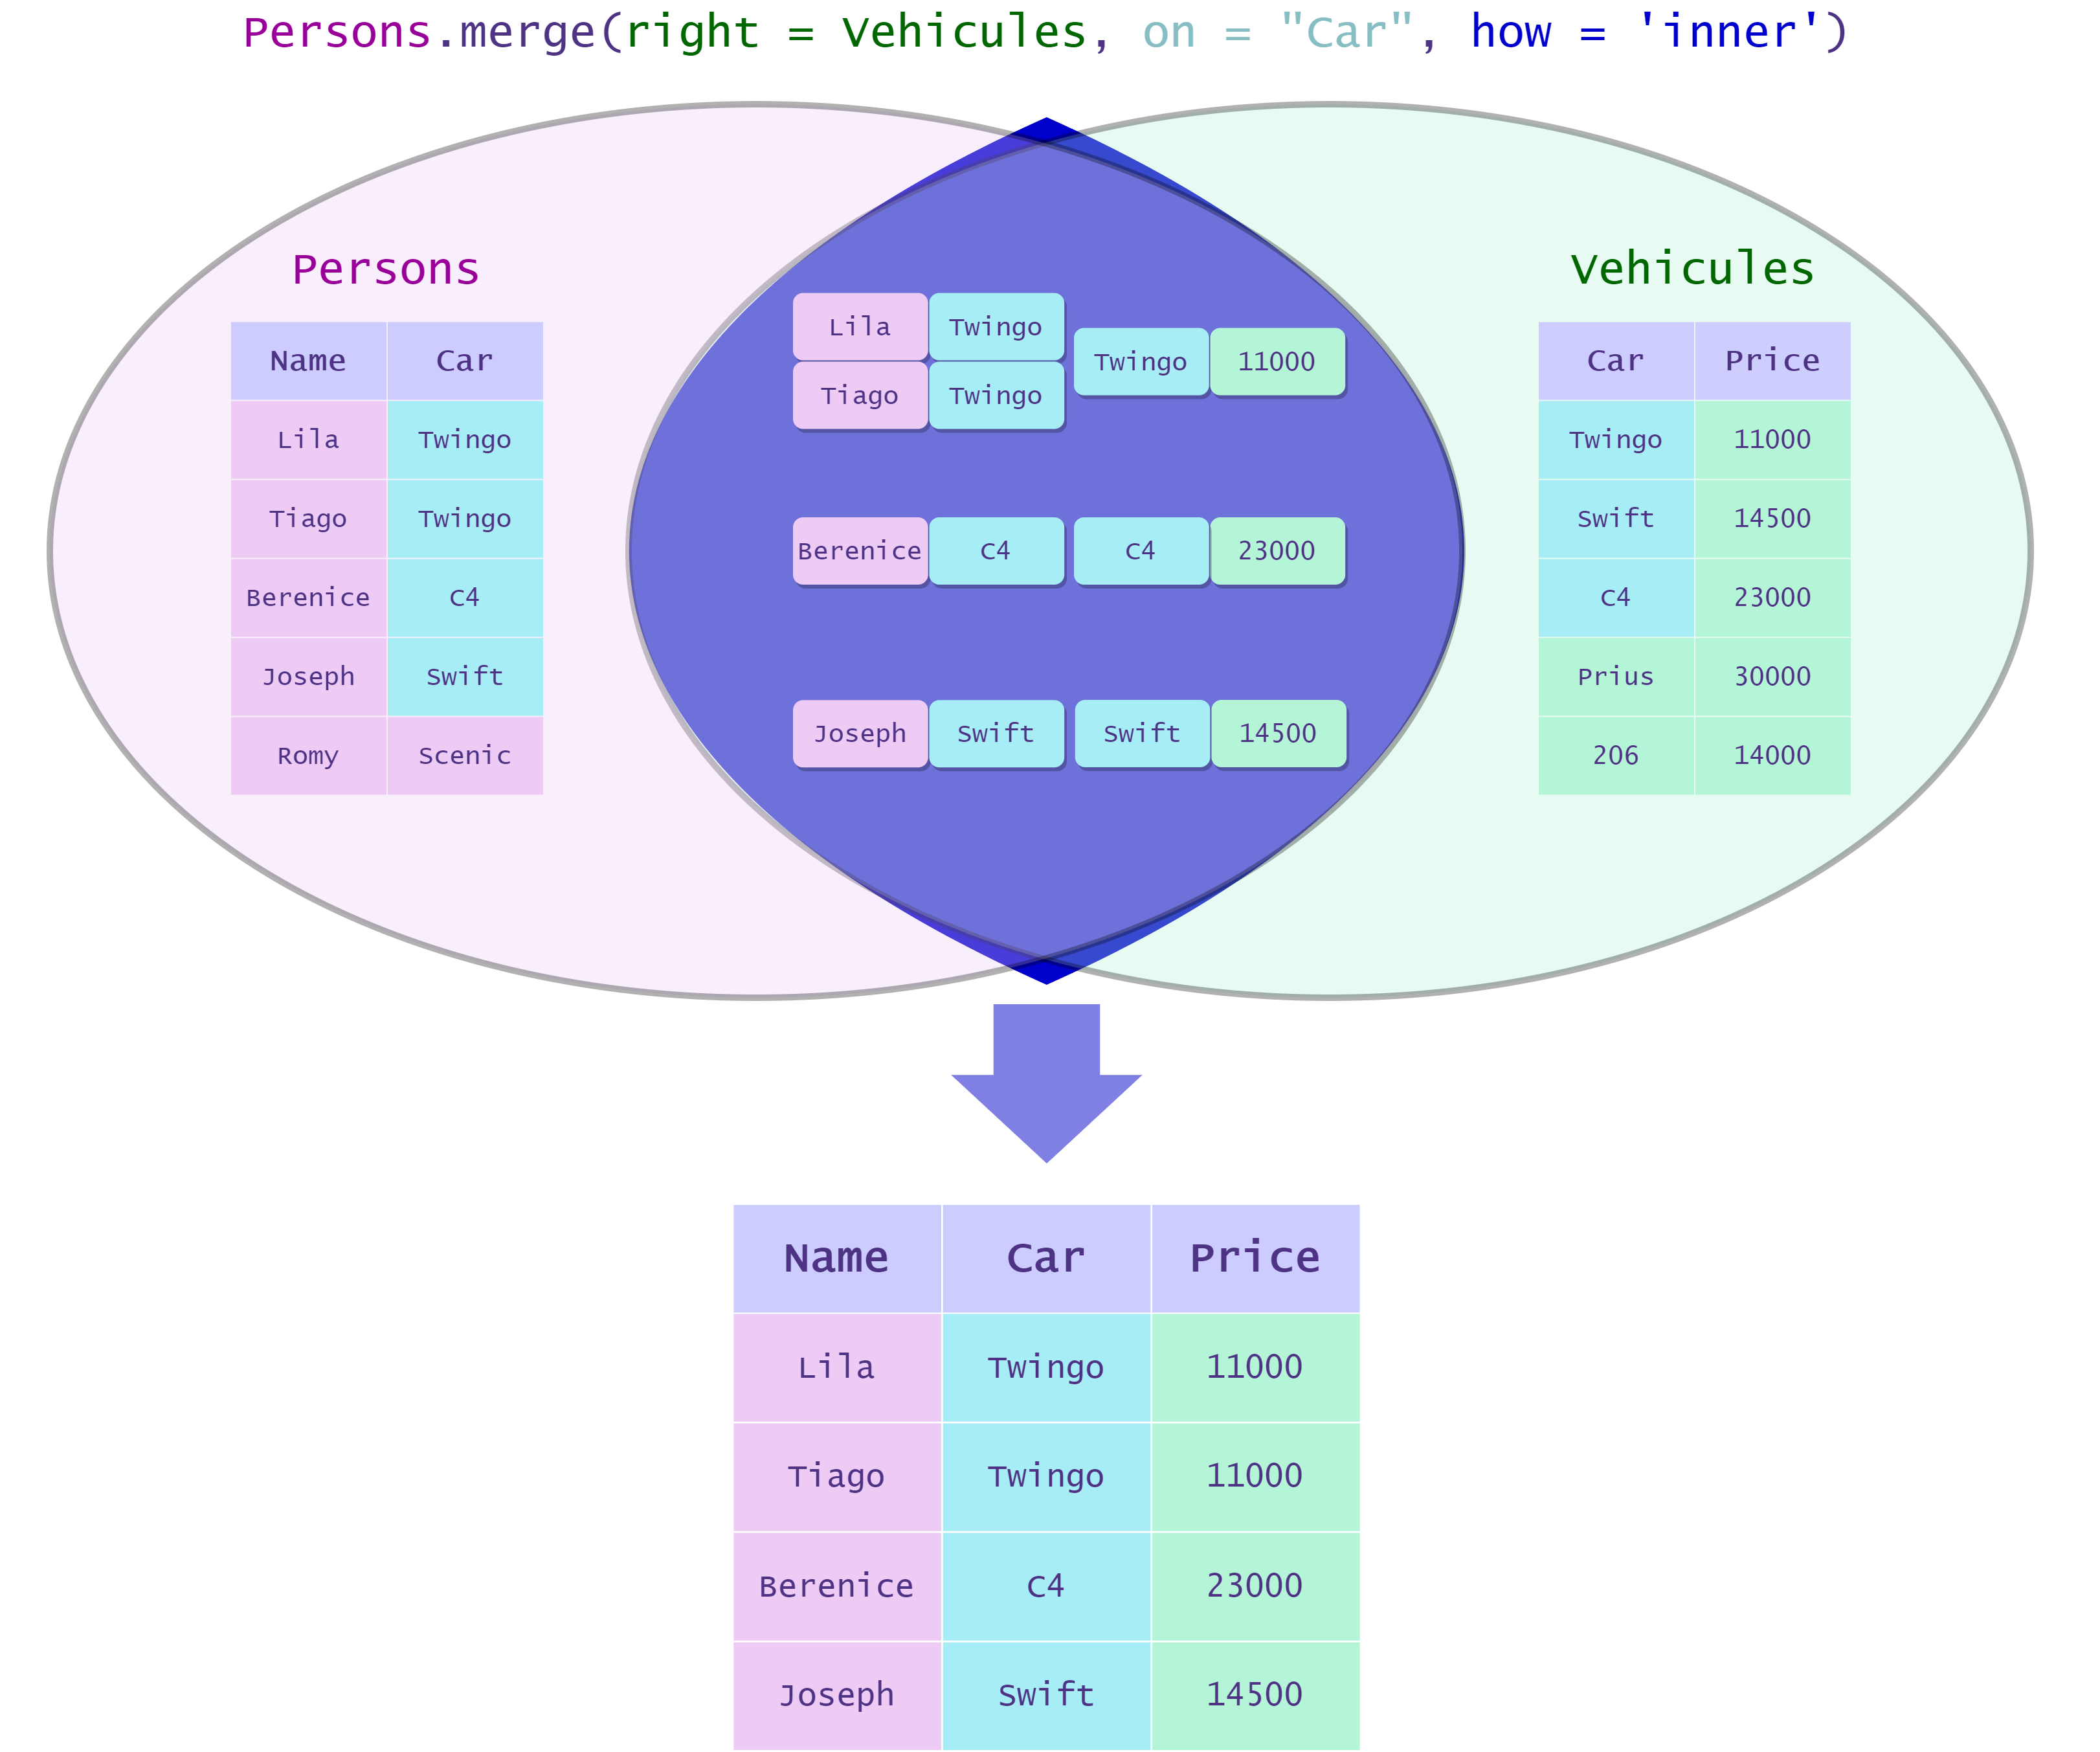 Persons.merge(right = Vehicules, on = "Car", how = 'inner')
Persons
Name Car
Lila Twingo
Tiago Twingo
Berenice C4
Joseph Swift
Romy Scenic
Lila Twingo
Tiago Twingo
Twingo 11000
Berenice C4 C4 23000
Joseph Swift Swift 14500
Vehicules
Car Price
Twingo 11000
Swift 14500
C4 23000
Prius 30000
206 14000
Name Car Price
Lila Twingo 11000
Tiago Twingo 11000
Berenice C4 23000
Joseph Swift 14500